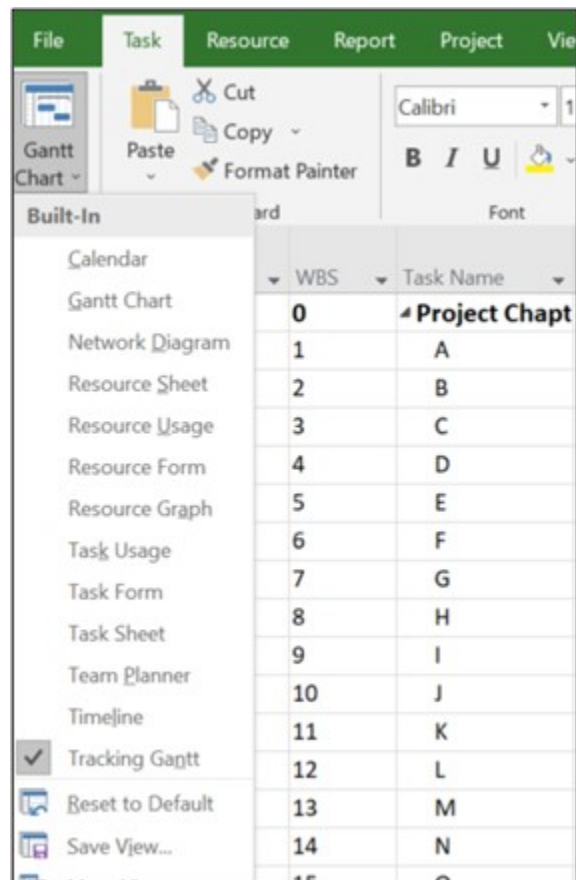 File Task Resource Report Project Vie
Cut
Copy
Format Painter
Gantt
Chart
Paste
Calibri 1
B I U
ard Font
Built-In
Calendar
Gantt Chart
Network Diagram
Resource Sheet
Resource Usage
Resource Form
Resource Graph
Task Usage
Task Form
Task Sheet
Team Planner
Timeline
Tracking Gantt
Reset to Default
Save View...
WBS Task Name
0 Project Chapt
1 A
2 B
3 C
4 D
5 E
6 F
7 G
8 H
9 I
10 J
11 K
12 L
13 M
14 N